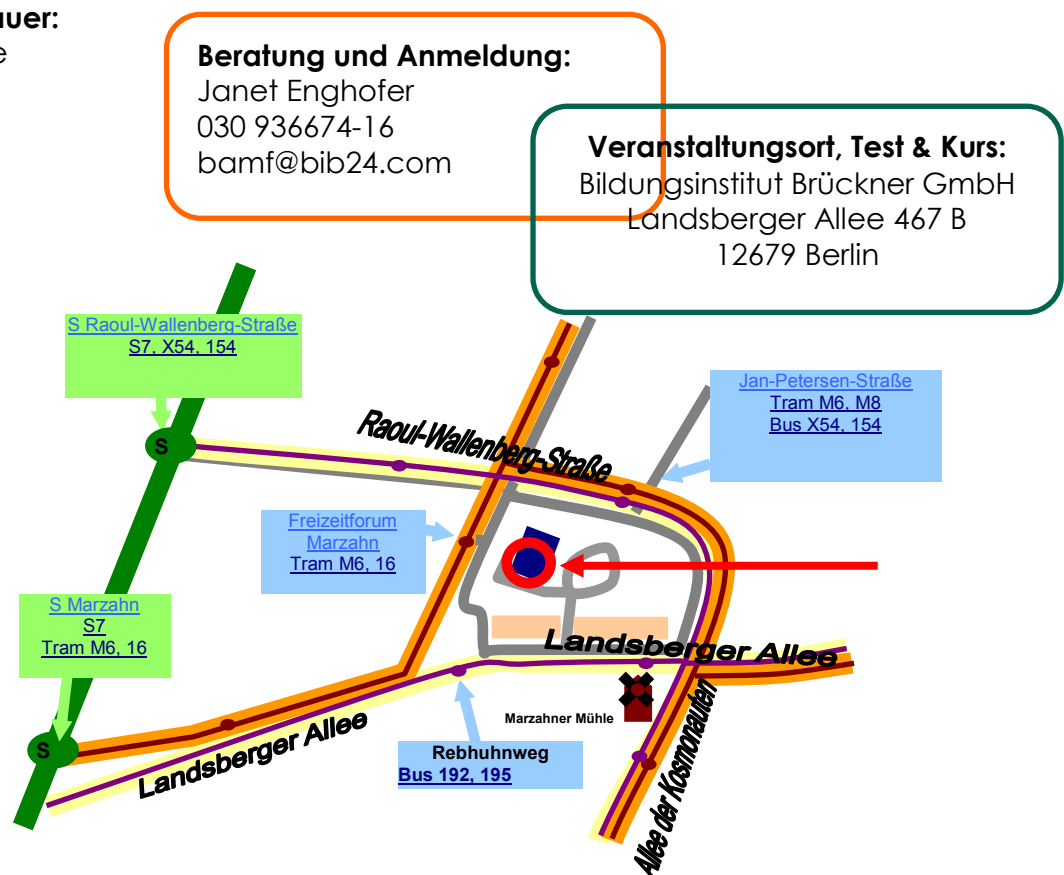 auer:
e
Beratung und Anmeldung:
Janet Enghofer
030 936674-16
bamf@bib24.com
Veranstaltungsort, Test & Kurs:
Bildungsinstitut Brückner GmbH
Landsberger Allee 467 B
12679 Berlin
S Raoul-Wallenberg-Straße
S7, X54, 154
Jan-Petersen-Straße
Tram M6, M8
Bus X54, 154
S
Raoul-Wallenberg-Straße
Freizeitforum
Marzahn
Tram M6, 16
S Marzahn
S7
Tram M6, 16
Landsberger Allee
Marzahner Mühle
S
Landsberger Allee
Rebhuhnweg
Bus 192, 195
Allee der Kosmonauten